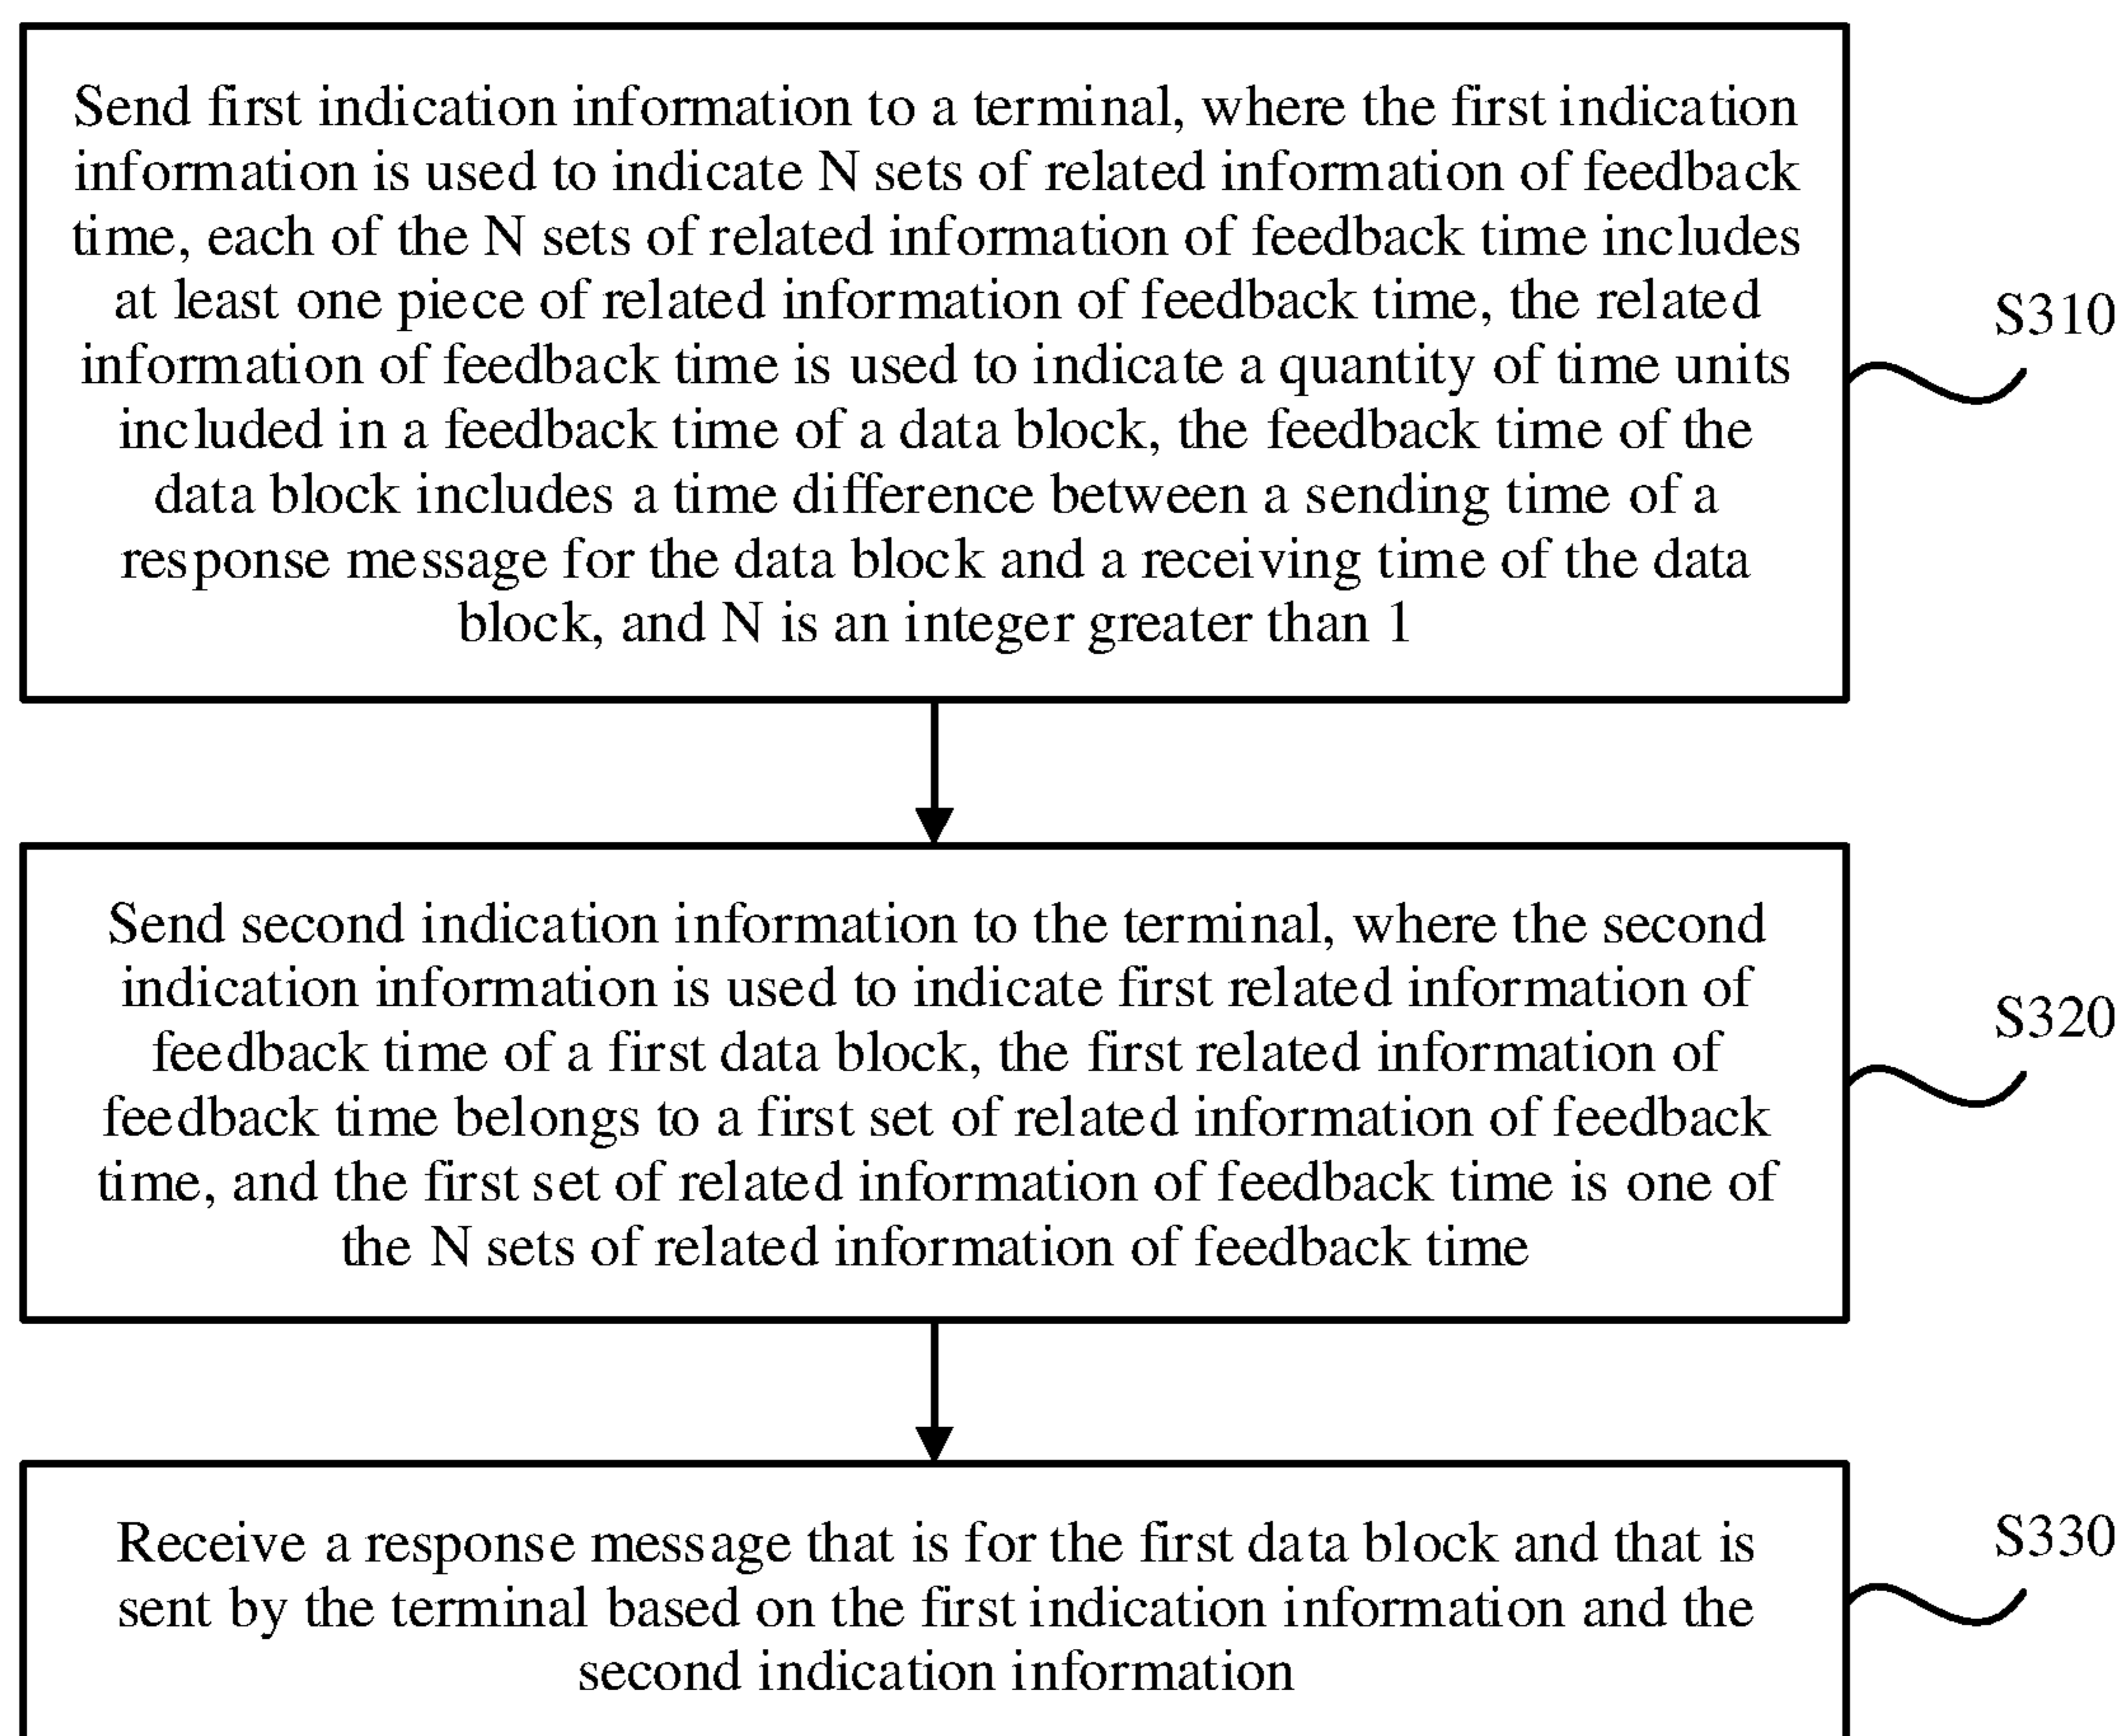 Send first indication information to a terminal, where the first indication
information is used to indicate N sets of related information of feedback
time, each of the N sets of related information of feedback time includes
at least one piece of related information of feedback time, the related
information of feedback time is used to indicate a quantity of time units
included in a feedback time of a data block, the feedback time of the
data block includes a time difference between a sending time of a
response message for the data block and a receiving time of the data
block, and N is an integer greater than 1
S310
Send second indication information to the terminal, where the second
indication information is used to indicate first related information of
feedback time of a first data block, the first related information of
feedback time belongs to a first set of related information of feedback
time, and the first set of related information of feedback time is one of
the N sets of related information of feedback time
S320
Receive a response message that is for the first data block and that is
sent by the terminal based on the first indication information and the
second indication information
S330